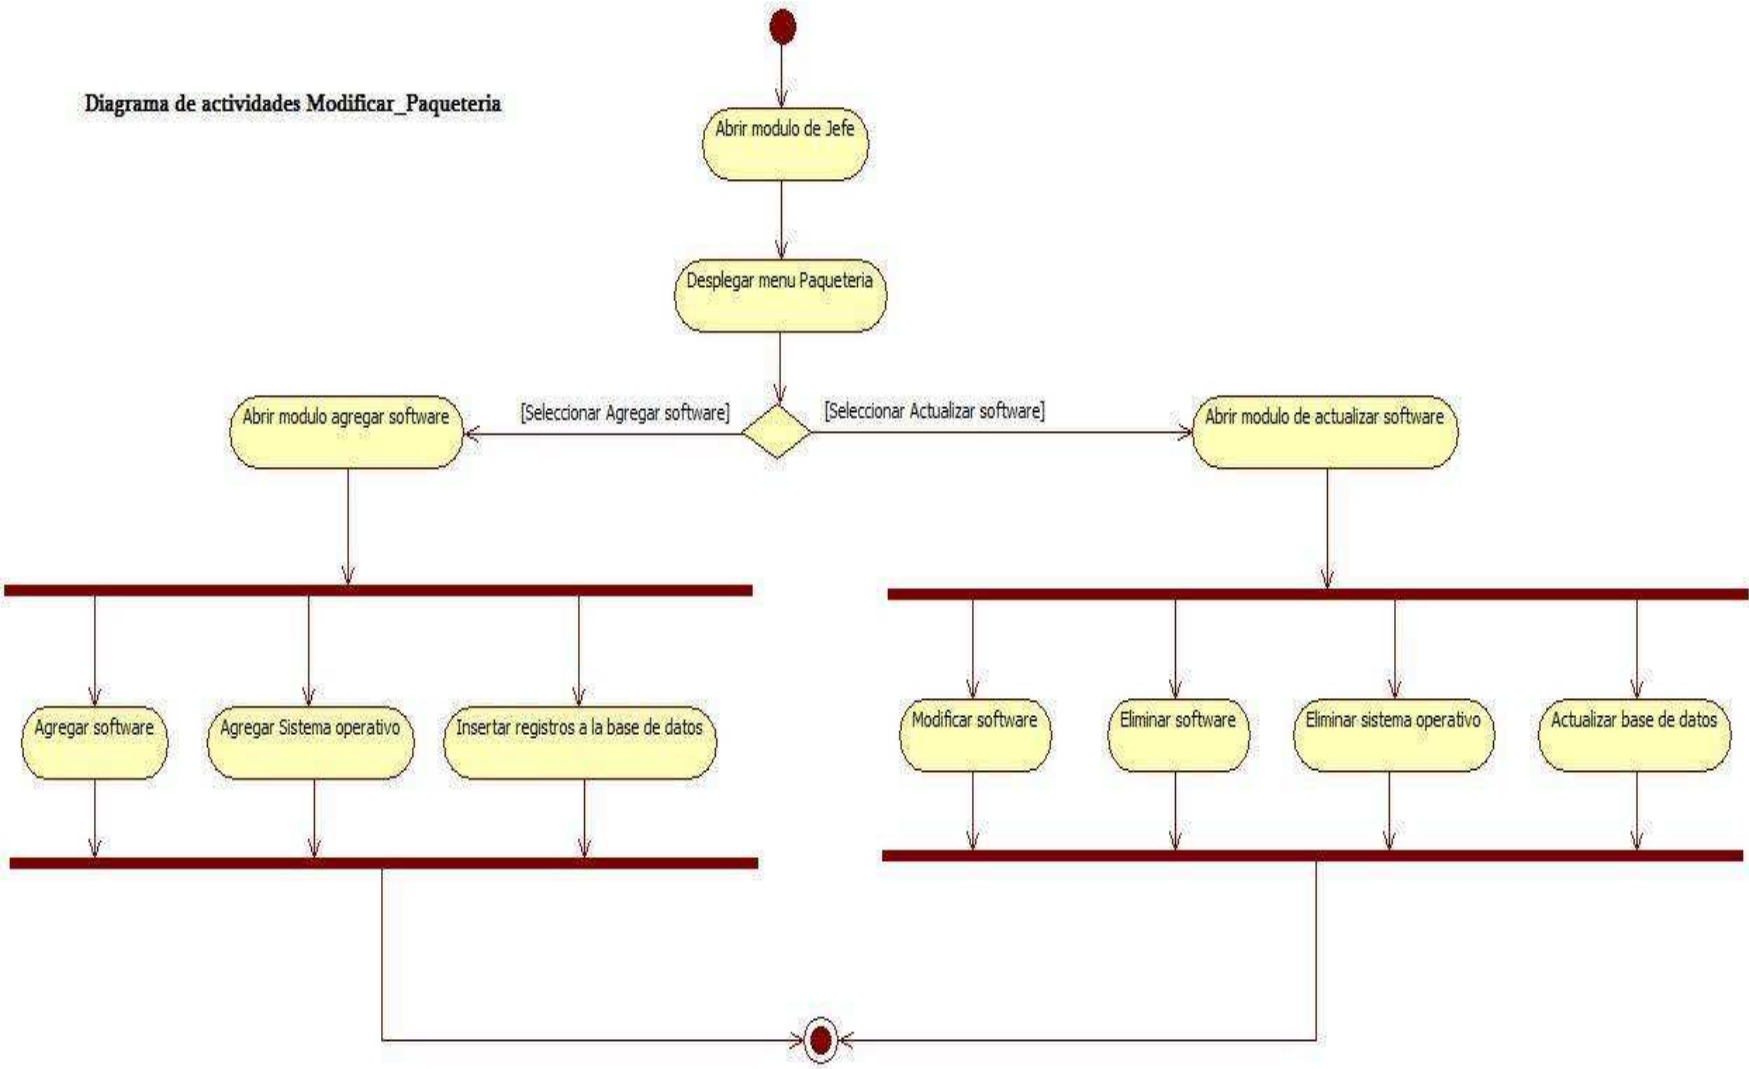 Diagrama de actividades Modificar_Paqueteria
Abrir modulo de Jefe
Desplegar menu Paqueteria
Abrir modulo agregar software
[Seleccionar Agregar software]
[Seleccionar Actualizar software]
Abrir modulo de actualizar software
Agregar software
Agregar Sistema operativo
Insertar registros a la base de datos
Modificar software
Eliminar software
Eliminar sistema operativo
Actualizar base de datos